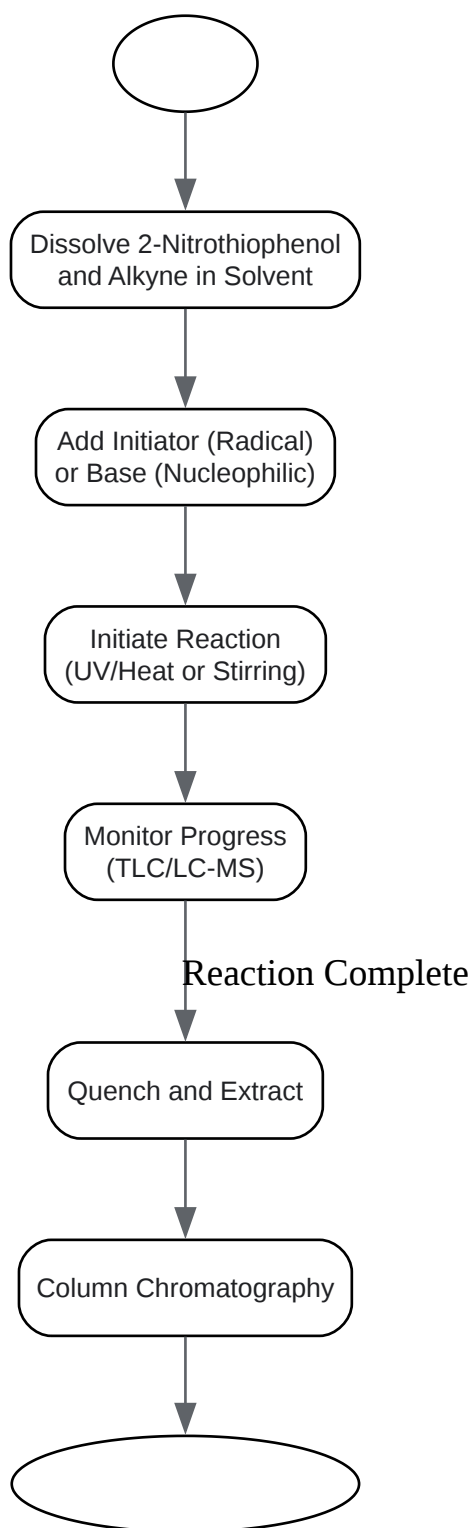 Dissolve 2-Nitrothiophenol
and Alkyne in Solvent
Add Initiator (Radical)
or Base (Nucleophilic)
Initiate Reaction
(UV/Heat or Stirring)
Monitor Progress
(TLC/LC-MS)
Reaction Complete
Quench and Extract
Column Chromatography